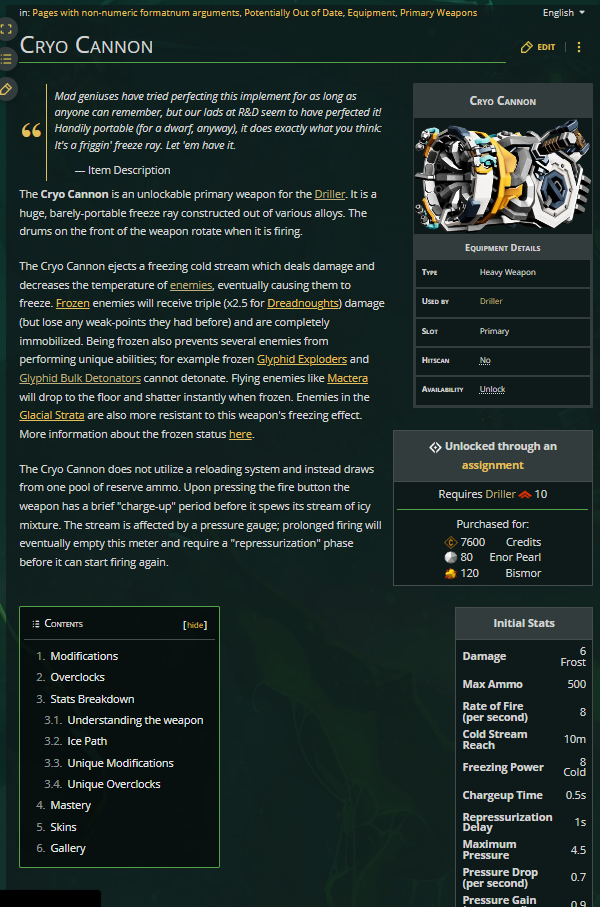 in: Pages with non-numeric formatnum arguments, Potentially Out of Date, Equipment, Primary Weapons
English
Cryo Cannon
EDIT
Mad geniuses have tried perfecting this implement for as long as
anyone can remember, but our lads at R&D seem to have perfected it!
Handily portable (for a dwarf, anyway), it does exactly what you think:
It's a friggin' freeze ray. Let 'em have it.
— Item Description
The Cryo Cannon is an unlockable primary weapon for the Driller. It is a
huge, barely-portable freeze ray constructed out of various alloys. The
drums on the front of the weapon rotate when it is firing.
The Cryo Cannon ejects a freezing cold stream which deals damage and
decreases the temperature of enemies, eventually causing them to
freeze. Frozen enemies will receive triple (x2.5 for Dreadnoughts) damage
(but lose any weak-points they had before) and are completely
immobilized. Being frozen also prevents several enemies from
performing unique abilities; for example frozen Glyphid Exploders and
Glyphid Bulk Detonators cannot detonate. Flying enemies like Mactera
will drop to the floor and shatter instantly when frozen. Enemies in the
Glacial Strata are also more resistant to this weapon's freezing effect.
More information about the frozen status here.
The Cryo Cannon does not utilize a reloading system and instead draws
from one pool of reserve ammo. Upon pressing the fire button the
weapon has a brief "charge-up" period before it spews its stream of icy
mixture. The stream is affected by a pressure gauge; prolonged firing will
eventually empty this meter and require a "repressurization" phase
before it can start firing again.
Cryo Cannon
Equipment Details
Type Heavy Weapon
Used by Driller
Slot Primary
Hitscan No
Availability Unlock
Unlocked through an
assignment
Requires Driller 10
Purchased for:
7600 Credits
80 Enor Pearl
120 Bismor
Contents [hide]
1. Modifications
2. Overclocks
3. Stats Breakdown
3.1. Understanding the weapon
3.2. Ice Path
3.3. Unique Modifications
3.4. Unique Overclocks
4. Mastery
5. Skins
6. Gallery
Initial Stats
Damage 6
Frost
Max Ammo 500
Rate of Fire
(per second) 8
Cold Stream
Reach 10m
Freezing Power 8
Cold
Chargeup Time 0.5s
Repressurization
Delay 1s
Maximum
Pressure 4.5
Pressure Drop
(per second) 0.7
Pressure Gain
0.9